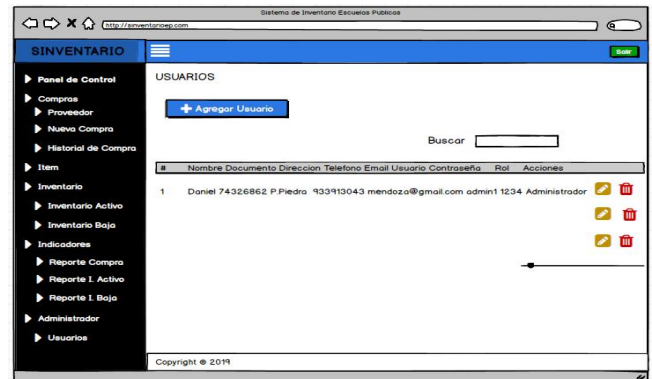 Sistema de Inventario Escuelas Publicos
http://sinventarioep.com
SINVENTARIO
Salir
Panel de Control
Compras
Proveedor
Nueva Compra
Historial de Compra
Item
Inventario
Inventario Activo
Inventario Baja
Indicadores
Reporte Compra
Reporte I. Activo
Reporte I. Baja
Administrador
Usuarios
USUARIOS
Agregar Usuario
Buscar
# Nombre Documento Direccion Telefono Email Usuario Contraseña Rol Acciones
1 Daniel 74326862 P.Piedra 933913043 mendoza@gmail.com admin1 1234 Administrador
Copyright © 2019